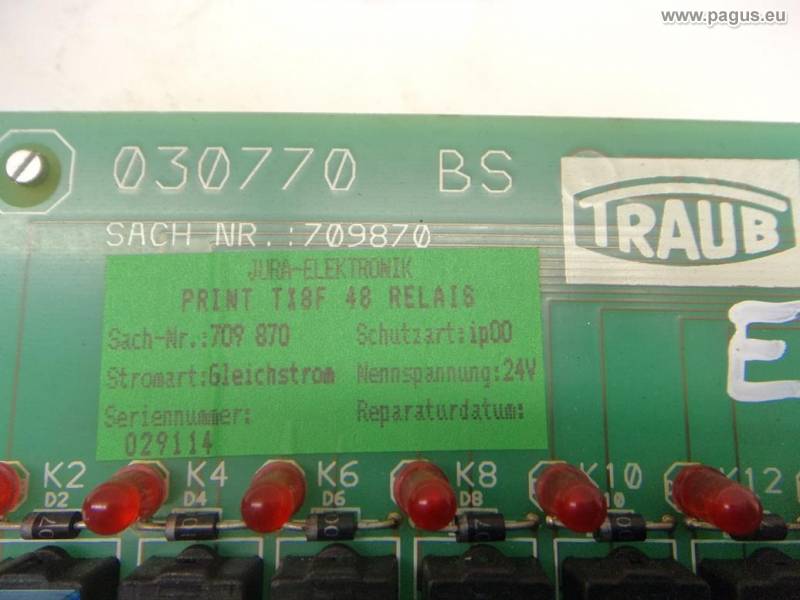 www.pagus.eu
030770 BS
TRAUB
SACH NR.:709870
JURA-ELEKTRONIK
PRINT TX8F 48 RELAIS
Sach-Nr.:709 870 Schutzart:ip00
Stromart:Gleichstrom Nennspannung:24V
Seriennummer: Reparaturdatum:
029114
E
K2 K4 K6 K8 K10 K12
D2 D4 D6 D8